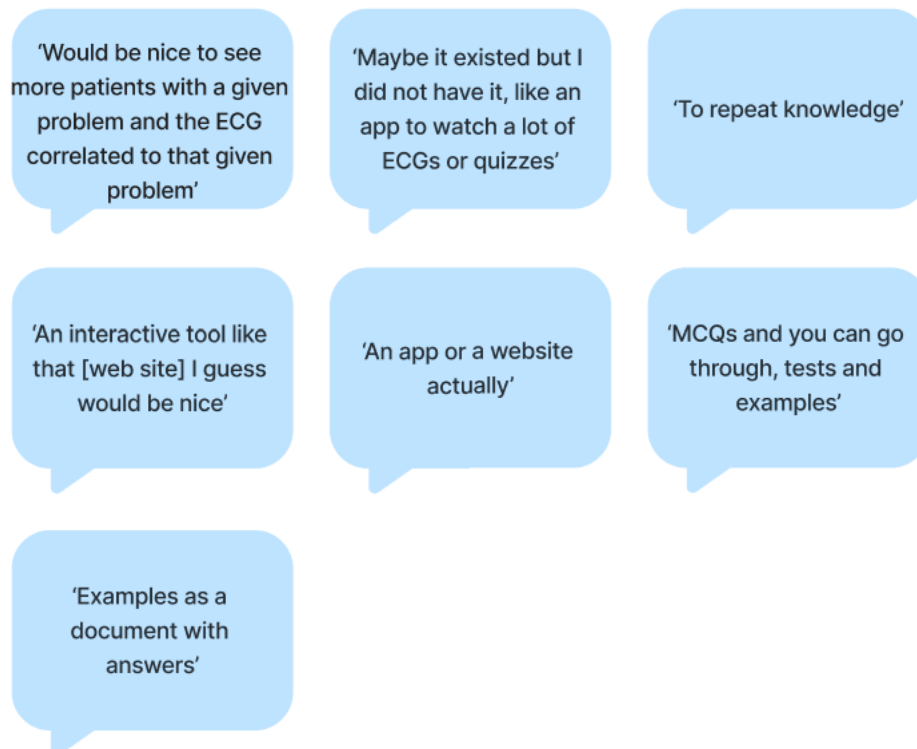 ‘Would be nice to see
more patients with a given
problem and the ECG
correlated to that given
problem’
‘Maybe it existed but I
did not have it, like an
app to watch a lot of
ECGs or quizzes’
‘To repeat knowledge’
‘An interactive tool like
that [web site] I guess
would be nice’
‘An app or a website
actually’
‘MCQs and you can go
through, tests and
examples’
‘Examples as a
document with
answers’